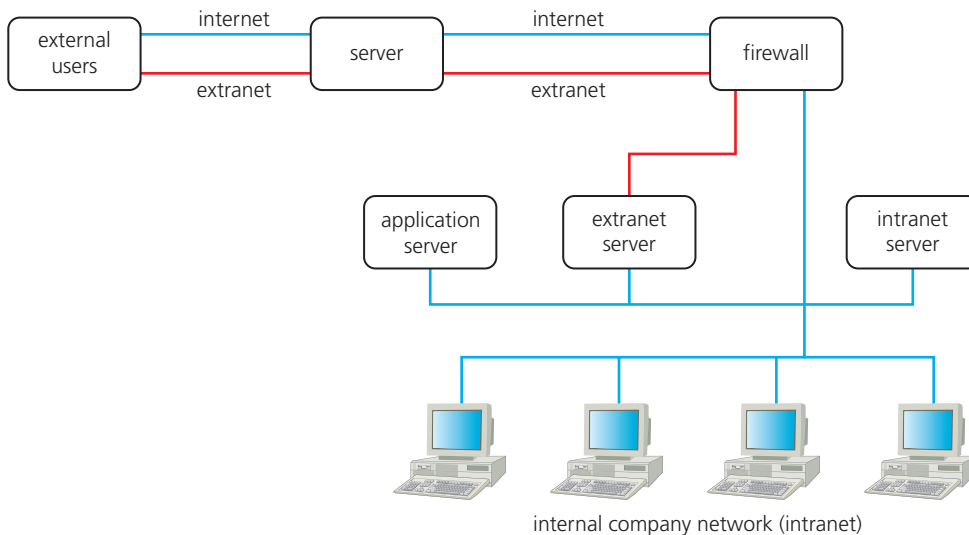 internet
internet
external
users
server
firewall
extranet
extranet
application
server
extranet
server
intranet
server
internal company network (intranet)